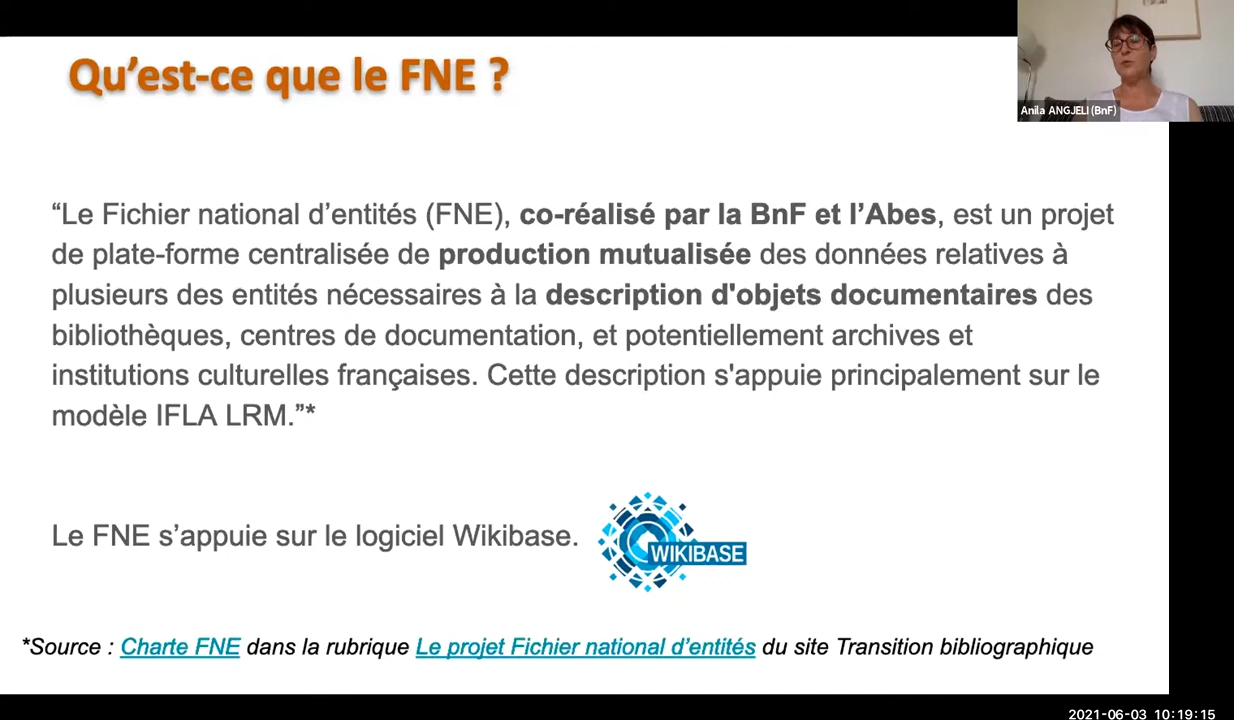 Qu’est-ce que le FNE ?
Anila ANGJELI (BnF)
“Le Fichier national d’entités (FNE), co-réalisé par la BnF et l’Abes, est un projet
de plate-forme centralisée de production mutualisée des données relatives à
plusieurs des entités nécessaires à la description d'objets documentaires des
bibliothèques, centres de documentation, et potentiellement archives et
institutions culturelles françaises. Cette description s'appuie principalement sur le
modèle IFLA LRM.”*
Le FNE s’appuie sur le logiciel Wikibase.
WIKIBASE
*Source : Charte FNE dans la rubrique Le projet Fichier national d’entités du site Transition bibliographique
2021-06-03 10:19:15